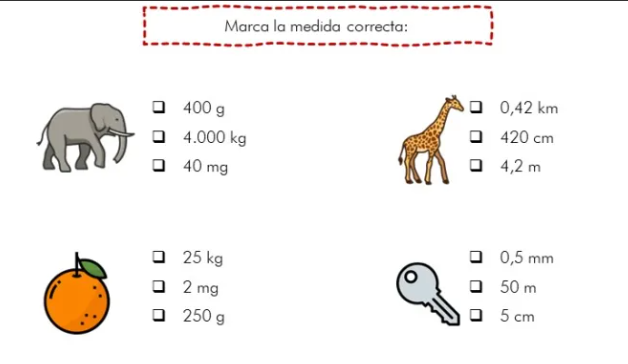 Marca la medida correcta:
❑ 400 g
❑ 4.000 kg
❑ 40 mg
❑ 0,42 km
❑ 420 cm
❑ 4,2 m
❑ 25 kg
❑ 2 mg
❑ 250 g
❑ 0,5 mm
❑ 50 m
❑ 5 cm